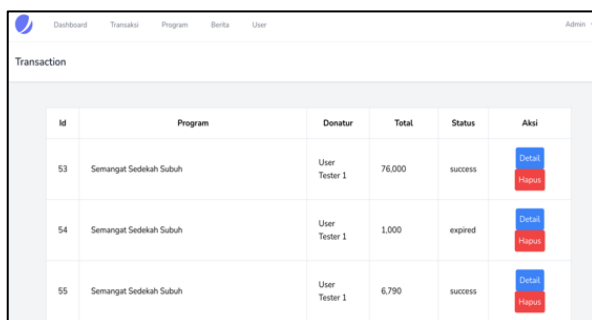 Dashboard Transaksi Program Berita User Admin
Transaction
Id Program Donatur Total Status Aksi
53 Semangat Sedekah Subuh User Tester 1 76,000 success Detail Hapus
54 Semangat Sedekah Subuh User Tester 1 1,000 expired Detail Hapus
55 Semangat Sedekah Subuh User Tester 1 6,790 success Detail Hapus